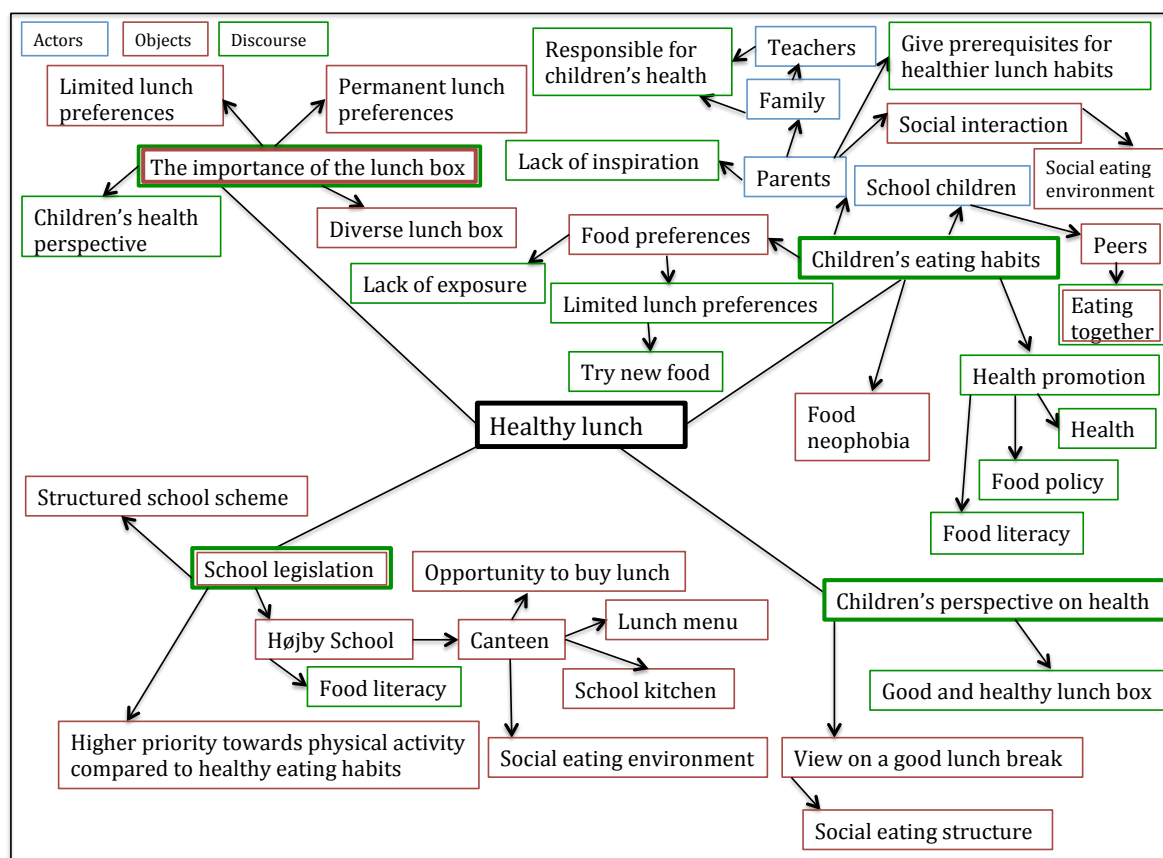 Actors
Objects
Discourse
Limited lunch
preferences
Permanent lunch
preferences
The importance of the lunch box
Children's health
perspective
Diverse lunch box
Responsible for
children's health
Teachers
Family
Give prerequisites for
healthier lunch habits
Social interaction
Social eating
environment
Lack of inspiration
Parents
School children
Food preferences
Children's eating habits
Peers
Eating
together
Lack of exposure
Limited lunch preferences
Try new food
Health promotion
Food
neophobia
Health
Food policy
Food literacy
Healthy lunch
Structured school scheme
School legislation
Opportunity to buy lunch
Højby School
Canteen
Lunch menu
Food literacy
School kitchen
Higher priority towards physical activity
compared to healthy eating habits
Social eating environment
Children's perspective on health
Good and healthy lunch box
View on a good lunch break
Social eating structure